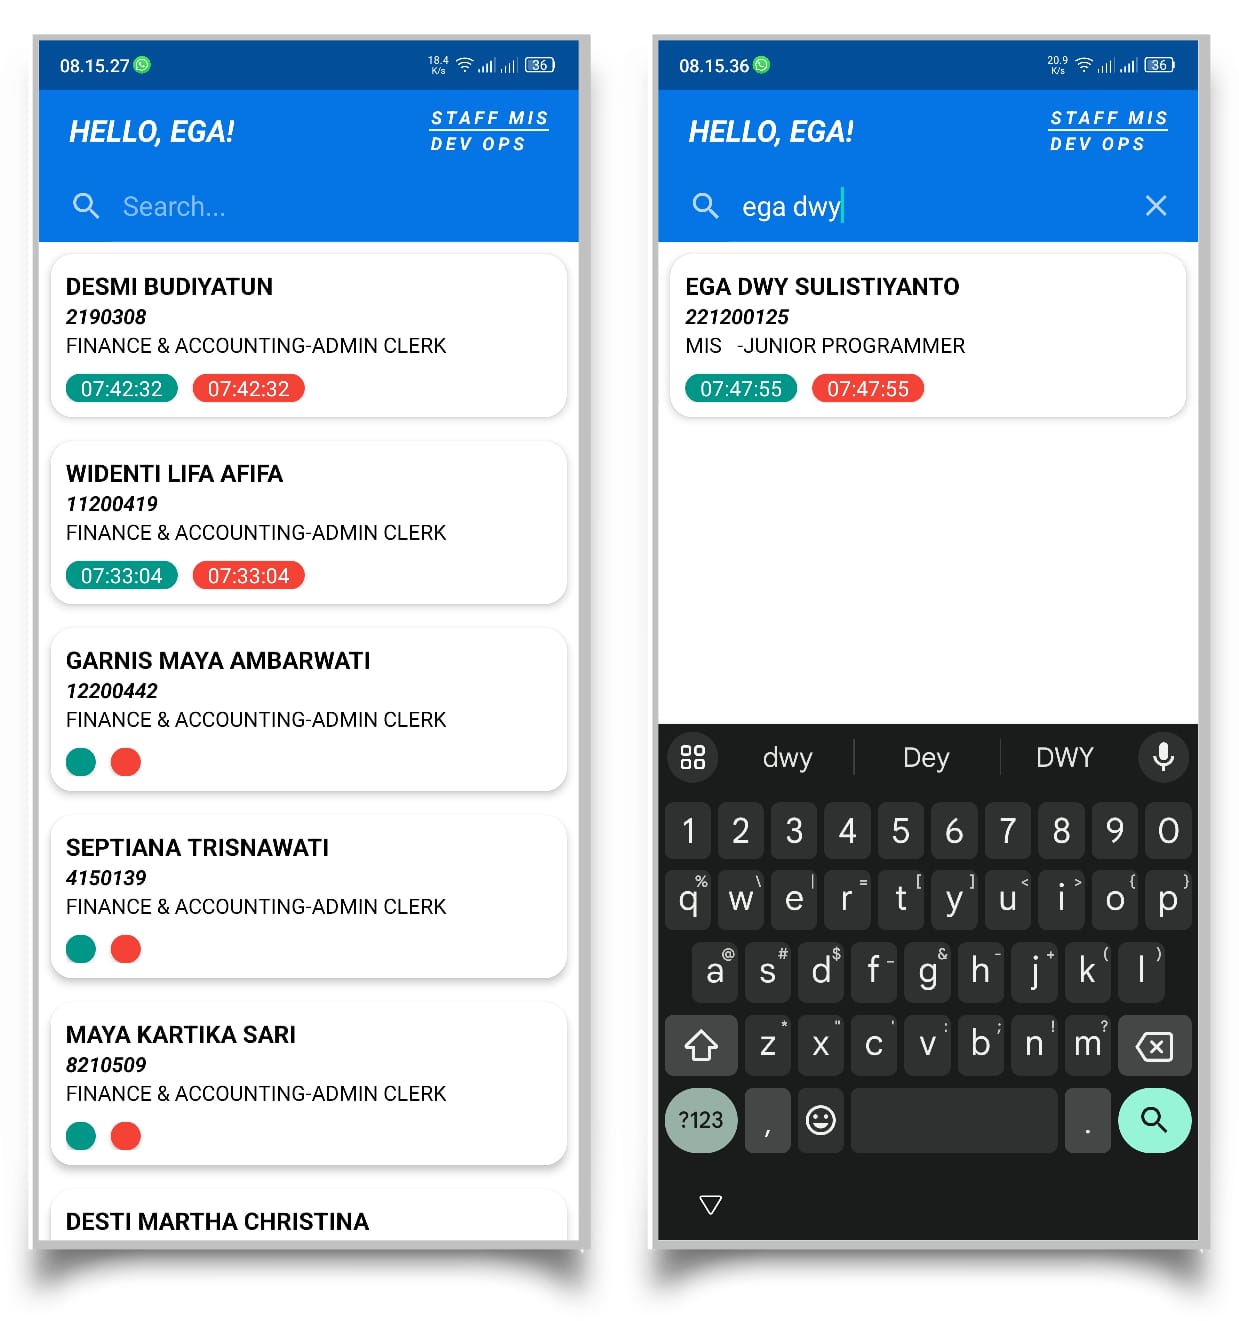 08.15.27
18.4
K/s
36
HELLO, EGA!
STAFF MIS
DEV OPS
Search...
DESMI BUDIYATUN
2190308
FINANCE & ACCOUNTING-ADMIN CLERK
07:42:32 07:42:32
WIDENTI LIFA AFIFA
11200419
FINANCE & ACCOUNTING-ADMIN CLERK
07:33:04 07:33:04
GARNIS MAYA AMBARWATI
12200442
FINANCE & ACCOUNTING-ADMIN CLERK
SEPTIANA TRISNAWATI
4150139
FINANCE & ACCOUNTING-ADMIN CLERK
MAYA KARTIKA SARI
8210509
FINANCE & ACCOUNTING-ADMIN CLERK
DESTI MARTHA CHRISTINA
08.15.36
20.9
K/s
36
HELLO, EGA!
STAFF MIS
DEV OPS
ega dwy
EGA DWY SULISTIYANTO
221200125
MIS -JUNIOR PROGRAMMER
07:47:55 07:47:55
dwy Dey DWY
1 2 3 4 5 6 7 8 9 0
q% w\ e| r= t[ y] u< i> o{ p}
a@ s# d$ f_ g& h- j+ k( l)
z* x" c' v: b; n! m?
?123 , .